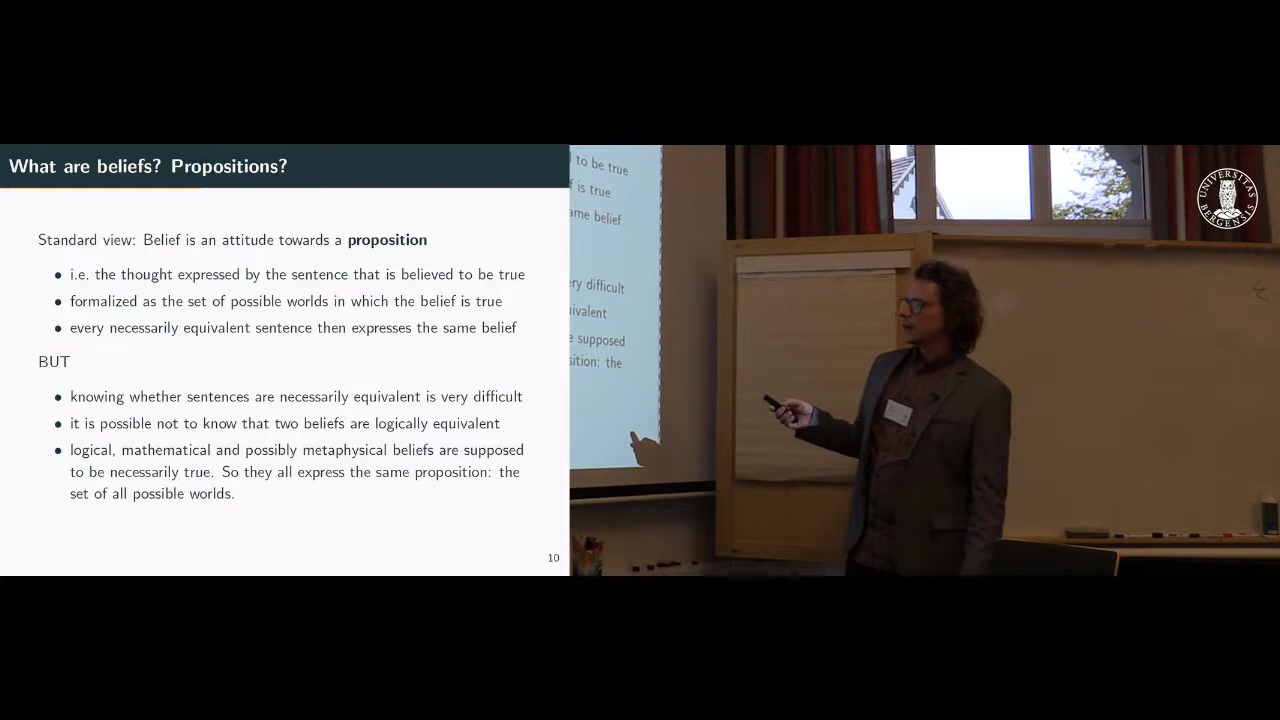 What are beliefs? Propositions?
Standard view: Belief is an attitude towards a proposition
• i.e. the thought expressed by the sentence that is believed to be true
• formalized as the set of possible worlds in which the belief is true
• every necessarily equivalent sentence then expresses the same belief
BUT
• knowing whether sentences are necessarily equivalent is very difficult
• it is possible not to know that two beliefs are logically equivalent
• logical, mathematical and possibly metaphysical beliefs are supposed
to be necessarily true. So they all express the same proposition: the
set of all possible worlds.
10
to be true
f is true
ame belief
ry difficult
ivalent
e supposed
sition: the
UNIVERSITAS
BERGENSIS